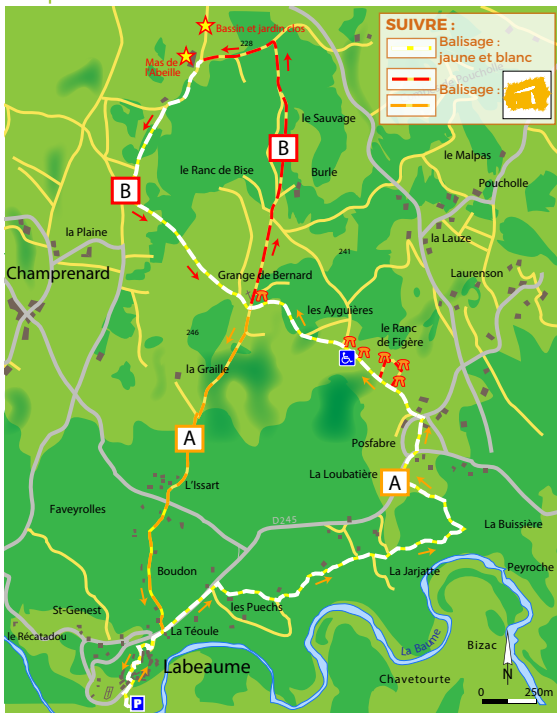 Bassin et jardin clos
Mas de
l'Abeille
228
SUIVRE :
Balisage :
jaune et blanc
Balisage :
de Poucholle
le Sauvage
B
le Ranc de Bise
Burle
B
le Malpas
Poucholle
la Plaine
la Lauze
241
Champrenard
Grange de Bernard
Laurenson
les Ayguières
246
le Ranc
de Figère
la Graille
A
Posfabre
La Loubatière
A
L'Issart
Faveyrolles
D245
La Buissière
Boudon
La Jarjatte
Peyroche
St-Genest
les Puechs
le Récatadou
La Téoule
La Baume
Bizac
Labeaume
Chavetourte
N
P
0 250m